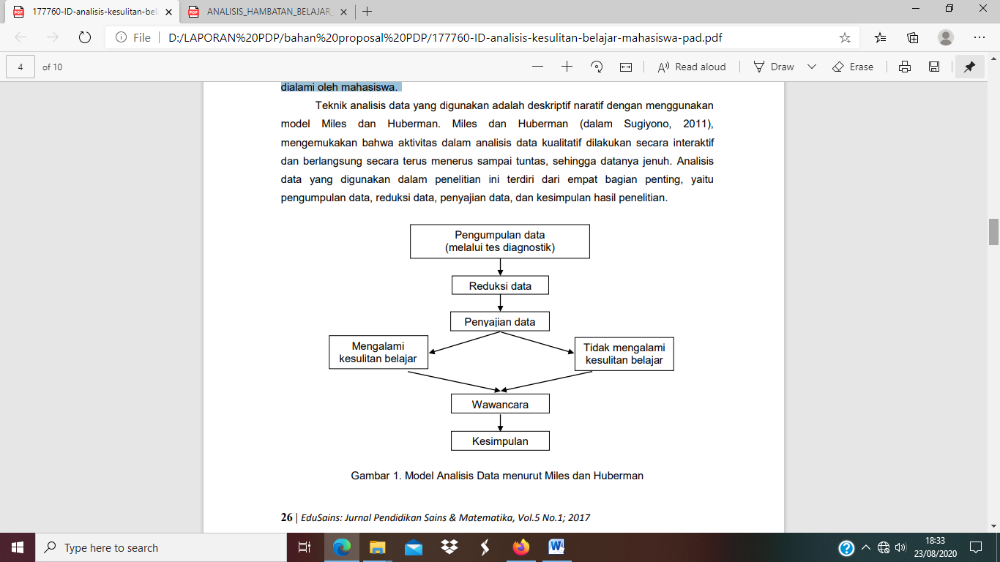 177760-ID-analisis-kesulitan-bel
ANALISIS_HAMBATAN_BELAJAR_
File
D:/LAPORAN%20PDP/bahan%20proposal%20PDP/177760-ID-analisis-kesulitan-belajar-mahasiswa-pad.pdf
4 of 10
Read aloud
Draw
Erase
dialami oleh mahasiswa.
Teknik analisis data yang digunakan adalah deskriptif naratif dengan menggunakan
model Miles dan Huberman. Miles dan Huberman (dalam Sugiyono, 2011),
mengemukakan bahwa aktivitas dalam analisis data kualitatif dilakukan secara interaktif
dan berlangsung secara terus menerus sampai tuntas, sehingga datanya jenuh. Analisis
data yang digunakan dalam penelitian ini terdiri dari empat bagian penting, yaitu
pengumpulan data, reduksi data, penyajian data, dan kesimpulan hasil penelitian.
Pengumpulan data
(melalui tes diagnostik)
Reduksi data
Penyajian data
Mengalami
kesulitan belajar
Tidak mengalami
kesulitan belajar
Wawancara
Kesimpulan
Gambar 1. Model Analisis Data menurut Miles dan Huberman
26 | EduSains: Jurnal Pendidikan Sains & Matematika, Vol.5 No.1; 2017
Type here to search
18:33
23/08/2020